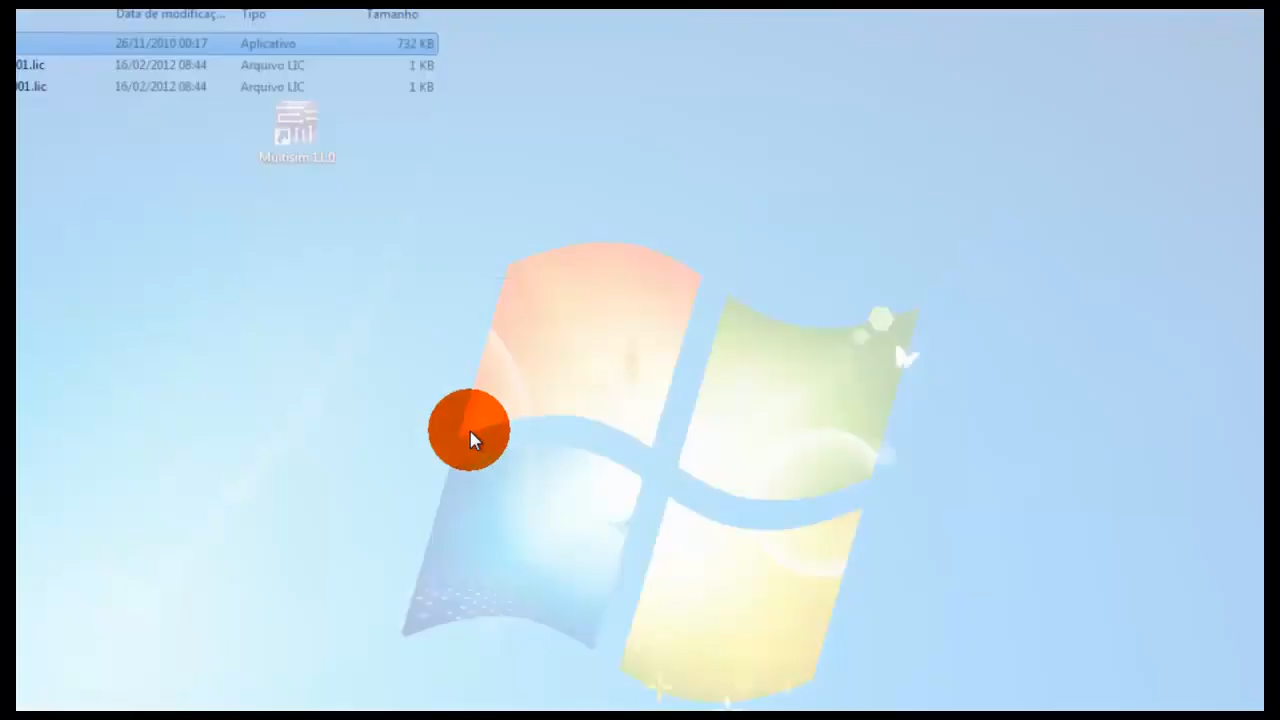 Data de modificaç... Tipo Tamanho
26/11/2010 00:17 Aplicativo 732 KB
01.lic 16/02/2012 08:44 Arquivo LIC 1 KB
01.lic 16/02/2012 08:44 Arquivo LIC 1 KB
Multisim 11.0